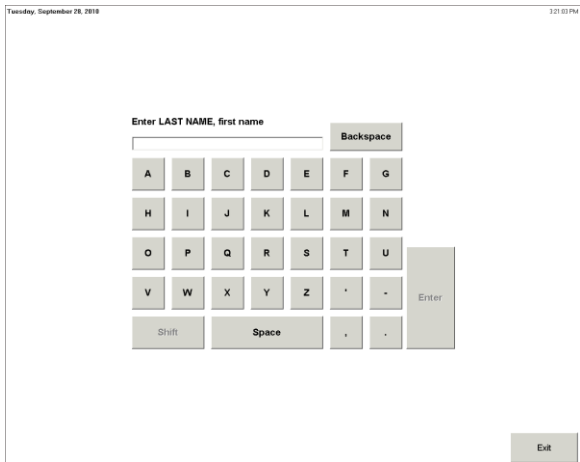 Tuesday, September 28, 2010 3:21:03 PM
Enter LAST NAME, first name
Backspace
A B C D E F G
H I J K L M N
O P Q R S T U
V W X Y Z ' -
Enter
Shift Space , .
Exit